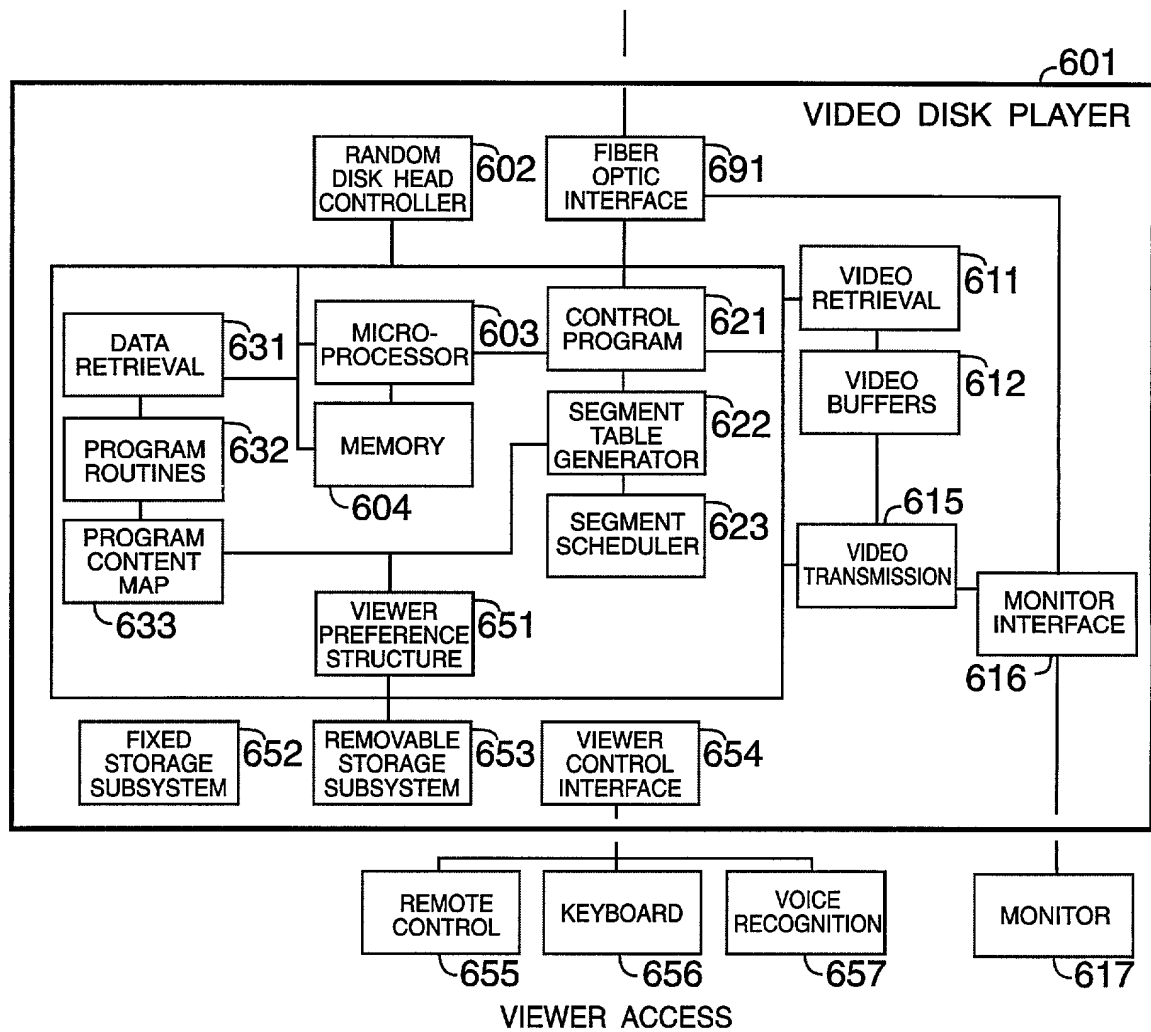 601
VIDEO DISK PLAYER
RANDOM
DISK HEAD
CONTROLLER
602
FIBER
OPTIC
INTERFACE
691
VIDEO
RETRIEVAL
611
DATA
RETRIEVAL
631
MICRO-
PROCESSOR
603
CONTROL
PROGRAM
621
VIDEO
BUFFERS
612
PROGRAM
ROUTINES
632
MEMORY
604
SEGMENT
TABLE
GENERATOR
622
PROGRAM
CONTENT
MAP
633
SEGMENT
SCHEDULER
623
615
VIDEO
TRANSMISSION
VIEWER
PREFERENCE
STRUCTURE
651
MONITOR
INTERFACE
616
FIXED
STORAGE
SUBSYSTEM
652
REMOVABLE
STORAGE
SUBSYSTEM
653
VIEWER
CONTROL
INTERFACE
654
REMOTE
CONTROL
655
KEYBOARD
656
VOICE
RECOGNITION
657
MONITOR
617
VIEWER ACCESS